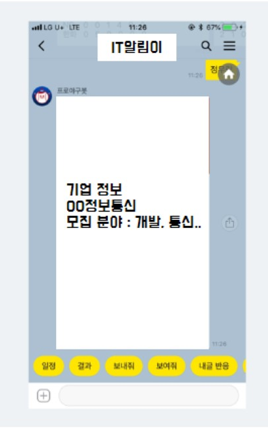 LG U+ LTE 11:26 67%
IT알림이
11:26
프로야구봇
기업 정보
OO정보통신
모집 분야 : 개발, 통신..
11:26
일정 결과 보내줘 보여줘 내글 반응